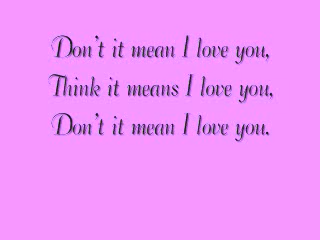 Don't it mean I love you,
Think it means I love you,
Don't it mean I love you.